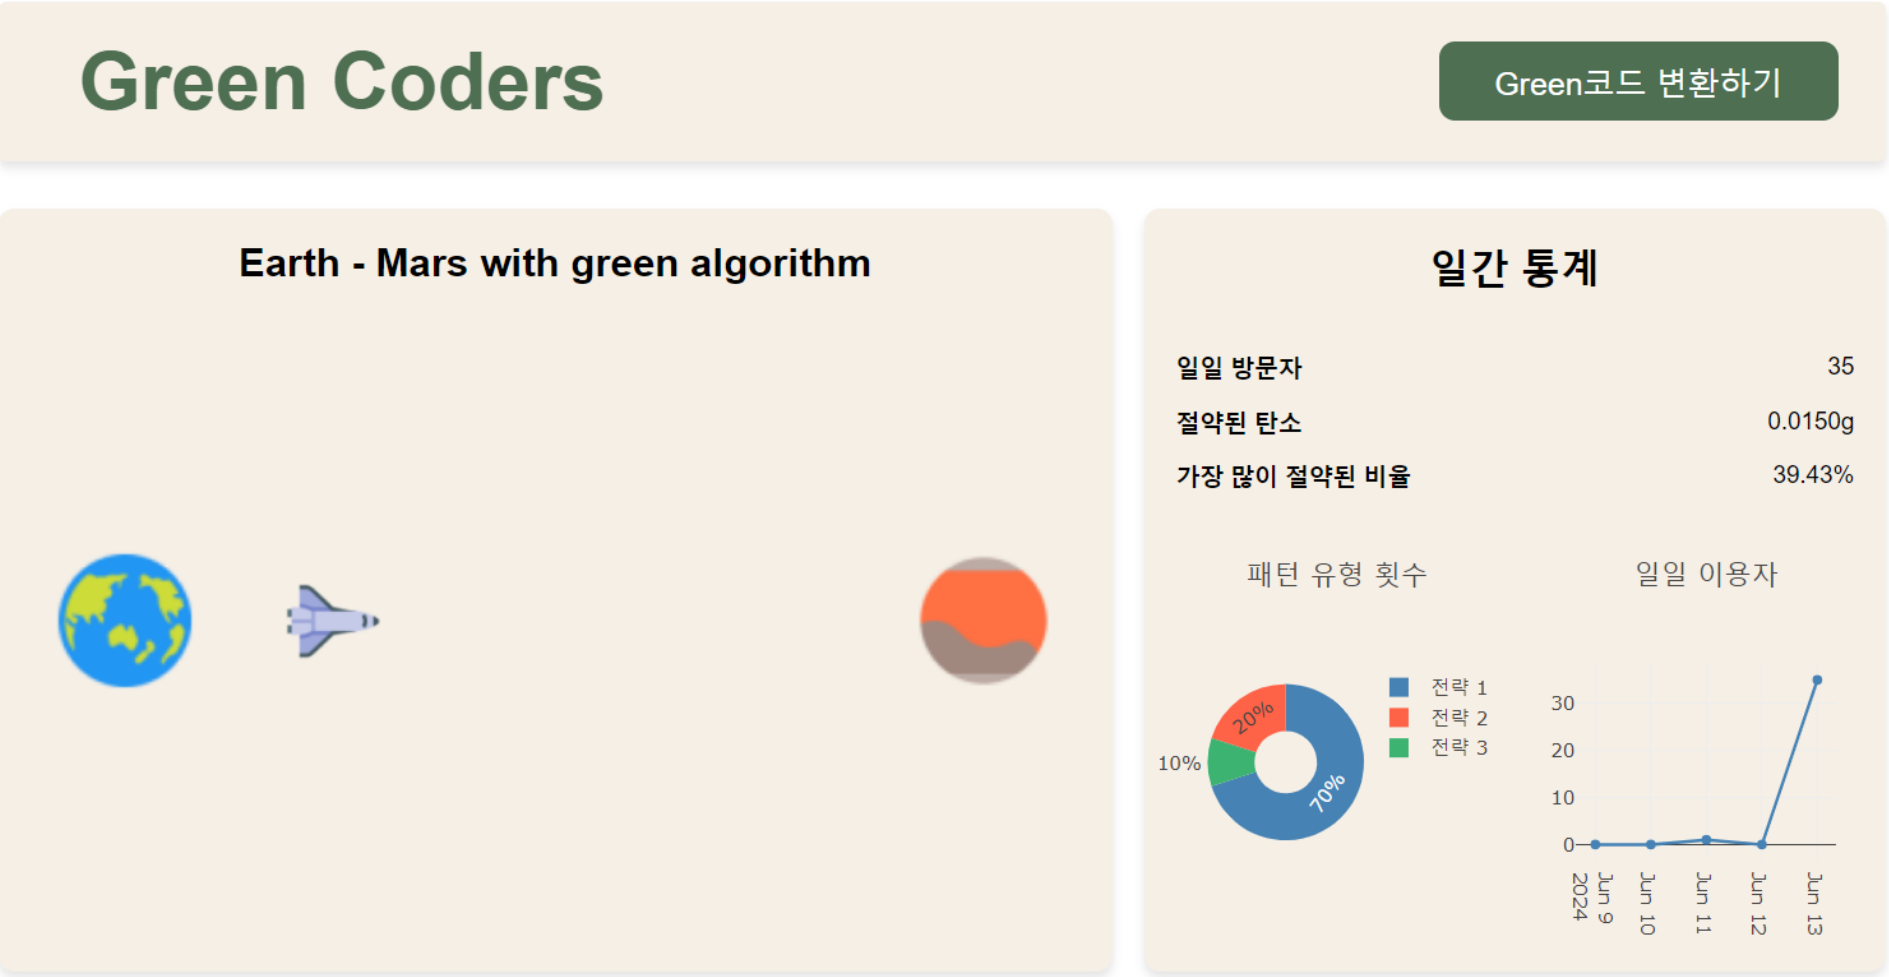 Green Coders
Green코드 변환하기
Earth - Mars with green algorithm
일간 통계
일일 방문자 35
절약된 탄소 0.0150g
가장 많이 절약된 비율 39.43%
패턴 유형 횟수
20%
10%
70%
전략 1
전략 2
전략 3
일일 이용자
30
20
10
0
Jun 9
2024
Jun 10
Jun 11
Jun 12
Jun 13